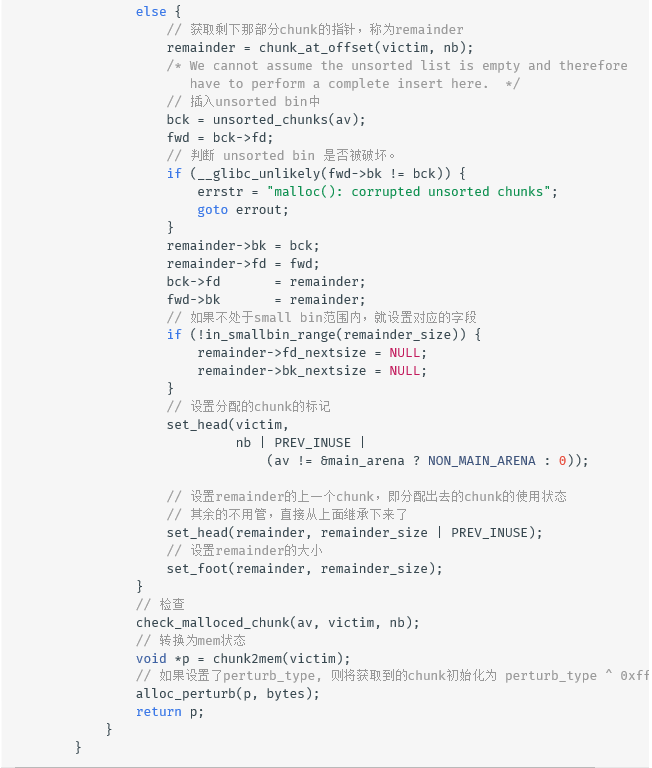 else {
// 获取剩下那部分chunk的指针，称为remainder
remainder = chunk_at_offset(victim, nb);
/* We cannot assume the unsorted list is empty and therefore
have to perform a complete insert here.  */
// 插入unsorted bin中
bck = unsorted_chunks(av);
fwd = bck->fd;
// 判断 unsorted bin 是否被破坏。
if (__glibc_unlikely(fwd->bk != bck)) {
errstr = "malloc(): corrupted unsorted chunks";
goto errout;
}
remainder->bk = bck;
remainder->fd = fwd;
bck->fd       = remainder;
fwd->bk       = remainder;
// 如果不处于small bin范围内，就设置对应的字段
if (!in_smallbin_range(remainder_size)) {
remainder->fd_nextsize = NULL;
remainder->bk_nextsize = NULL;
}
// 设置分配的chunk的标记
set_head(victim,
nb | PREV_INUSE |
(av != &main_arena ? NON_MAIN_ARENA : 0));
// 设置remainder的上一个chunk，即分配出去的chunk的使用状态
// 其余的不用管，直接从上面继承下来了
set_head(remainder, remainder_size | PREV_INUSE);
// 设置remainder的大小
set_foot(remainder, remainder_size);
}
// 检查
check_malloced_chunk(av, victim, nb);
// 转换为mem状态
void *p = chunk2mem(victim);
// 如果设置了perturb_type, 则将获取到的chunk初始化为 perturb_type ^ 0xff
alloc_perturb(p, bytes);
return p;
}
}